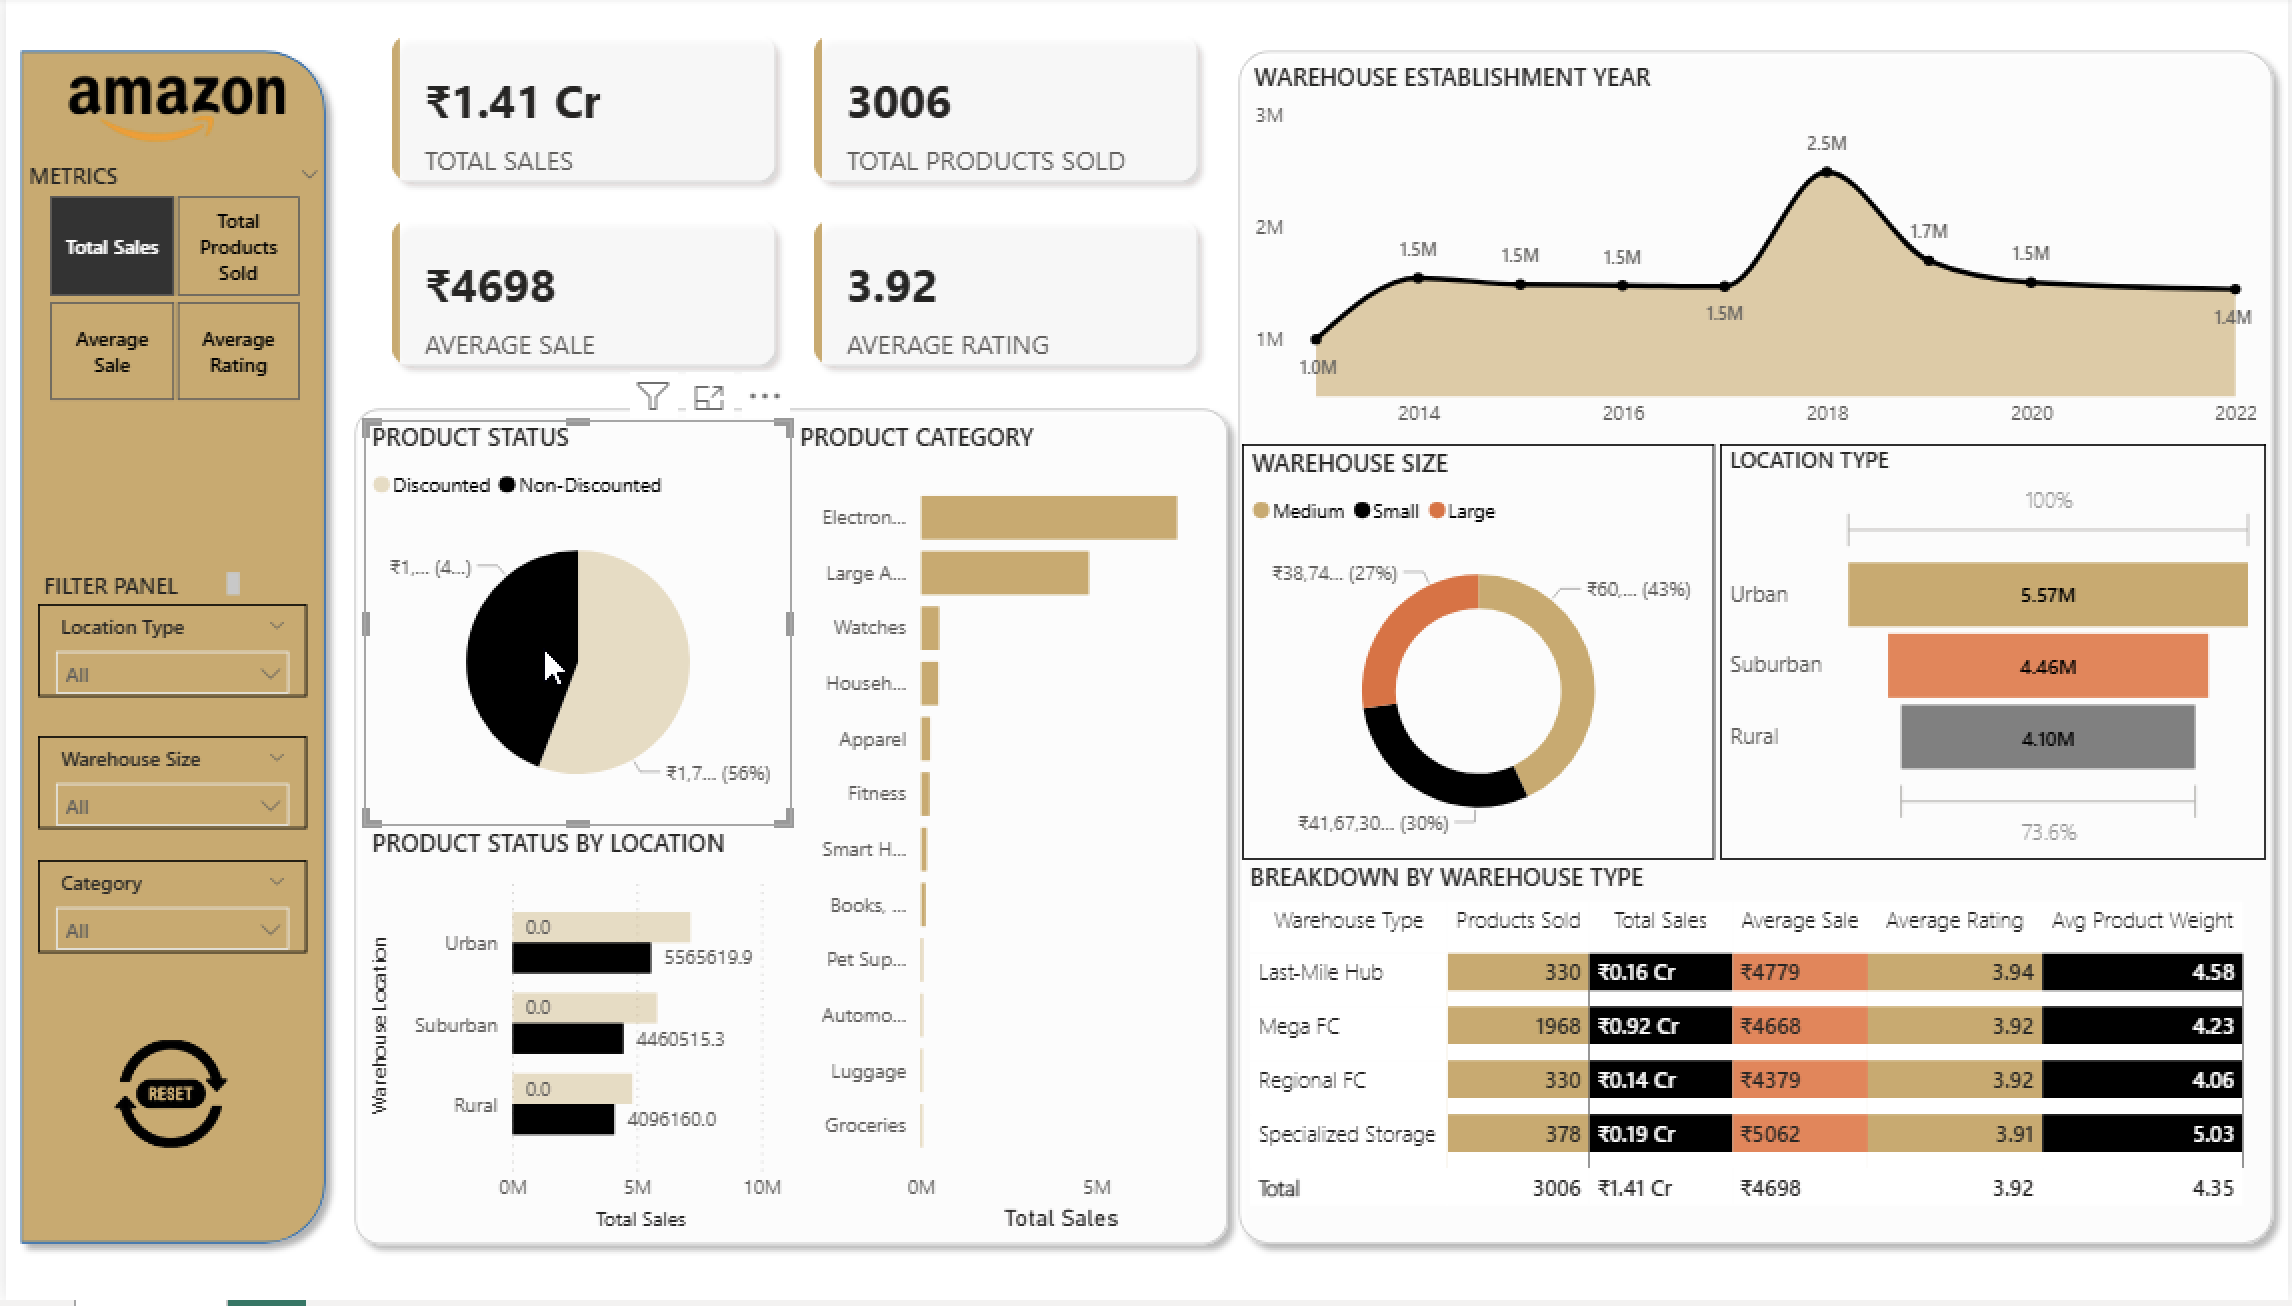 amazon
METRICS
Total Sales
Total
Products
Sold
Average
Sale
Average
Rating
FILTER PANEL
Location Type
All
Warehouse Size
All
Category
All
RESET
₹1.41 Cr
TOTAL SALES
3006
TOTAL PRODUCTS SOLD
₹4698
AVERAGE SALE
3.92
AVERAGE RATING
PRODUCT STATUS
Discounted Non-Discounted
₹1,... (4...)
₹1,7... (56%)
PRODUCT STATUS BY LOCATION
Warehouse Location
Urban
0.0
5565619.9
Suburban
0.0
4460515.3
Rural
0.0
4096160.0
0M 5M 10M
Total Sales
PRODUCT CATEGORY
Electron...
Large A...
Watches
Househ...
Apparel
Fitness
Smart H...
Books, ...
Pet Sup...
Automo...
Luggage
Groceries
0M 5M
Total Sales
WAREHOUSE ESTABLISHMENT YEAR
3M
2M
1M
1.0M
1.5M
1.5M
1.5M
1.5M
2.5M
1.7M
1.5M
1.4M
2014 2016 2018 2020 2022
WAREHOUSE SIZE
Medium Small Large
₹38,74... (27%)
₹60,... (43%)
₹41,67,30... (30%)
LOCATION TYPE
100%
Urban 5.57M
Suburban 4.46M
Rural 4.10M
73.6%
BREAKDOWN BY WAREHOUSE TYPE
Warehouse Type Products Sold Total Sales Average Sale Average Rating Avg Product Weight
Last-Mile Hub 330 ₹0.16 Cr ₹4779 3.94 4.58
Mega FC 1968 ₹0.92 Cr ₹4668 3.92 4.23
Regional FC 330 ₹0.14 Cr ₹4379 3.92 4.06
Specialized Storage 378 ₹0.19 Cr ₹5062 3.91 5.03
Total 3006 ₹1.41 Cr ₹4698 3.92 4.35